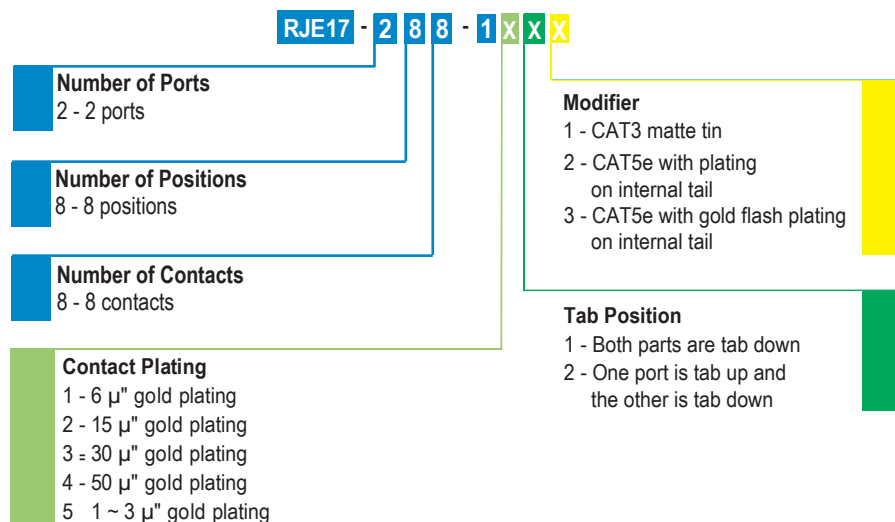 RJE17 - 2 8 8 - 1 X X X
Number of Ports
2 - 2 ports
Number of Positions
8 - 8 positions
Number of Contacts
8 - 8 contacts
Contact Plating
1 - 6 µ" gold plating
2 - 15 µ" gold plating
3 = 30 µ" gold plating
4 - 50 µ" gold plating
5 1 ~ 3 µ" gold plating
Modifier
1 - CAT3 matte tin
2 - CAT5e with plating
on internal tail
3 - CAT5e with gold flash plating
on internal tail
Tab Position
1 - Both parts are tab down
2 - One port is tab up and
the other is tab down